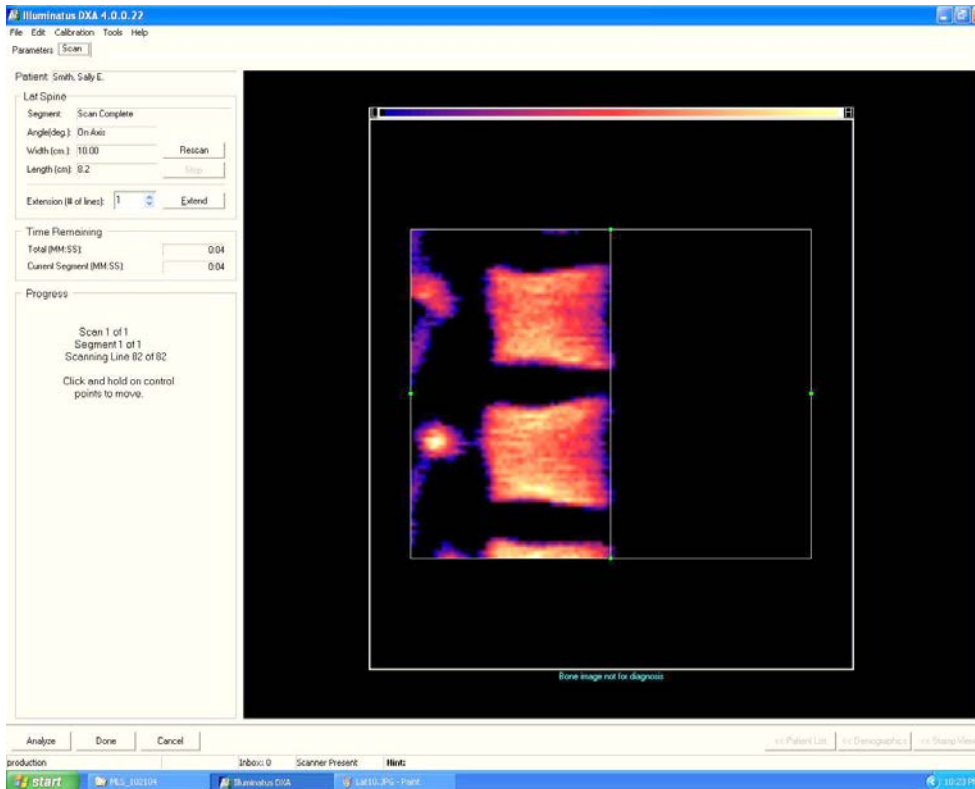 Illuminatus DXA 4.0.0.22
File Edit Calibration Tools Help
Parameters Scan
Patient: Smith, Sally E.
Lat Spine
Segment: Scan Complete
Angle(deg.): On Axis
Width (cm.): 10.00 Rescan
Length (cm): 8.2 Stop
Extension (# of lines): 1 Extend
Time Remaining
Total (MM:SS): 0:04
Current Segment (MM:SS): 0:04
Progress
Scan 1 of 1
Segment 1 of 1
Scanning Line 82 of 82
Click and hold on control
points to move.
L H
Bone image not for diagnosis
Analyze Done Cancel << Patient List << Demographics << Stamp View
production Inbox: 0 Scanner Present Hint:
start MLS_102104 Illuminatus DXA Lat10.JPG - Paint 10:23 PM